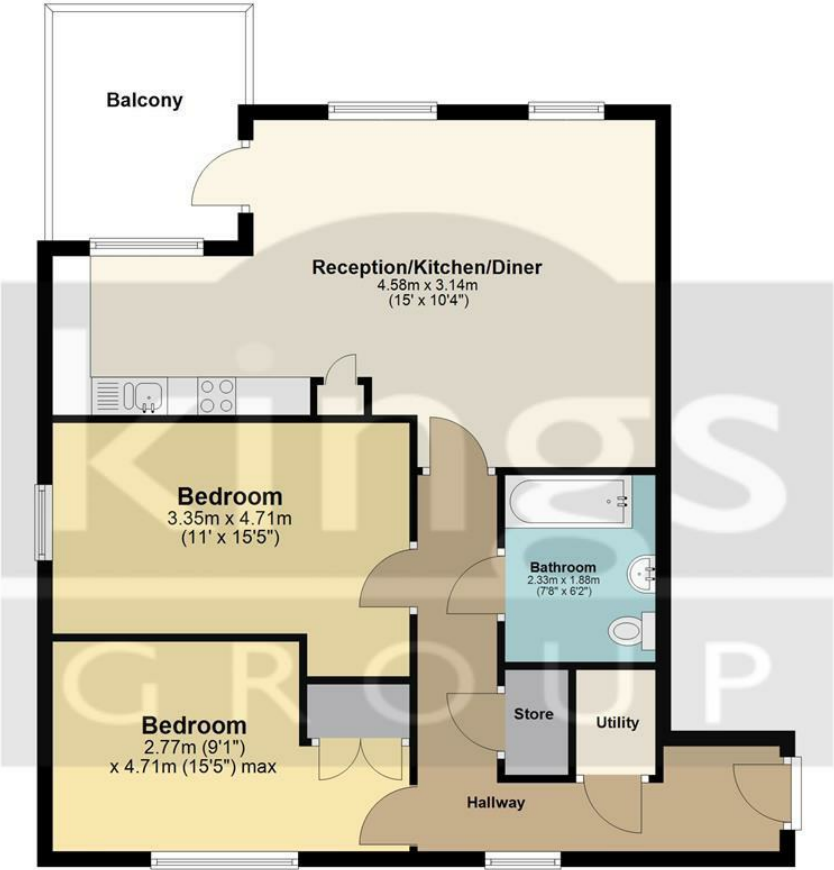 Balcony
Reception/Kitchen/Diner
4.58m x 3.14m
(15' x 10'4")
Bedroom
3.35m x 4.71m
(11' x 15'5")
Bathroom
2.33m x 1.88m
(7'8" x 6'2")
Bedroom
2.77m (9'1")
x 4.71m (15'5") max
Store
Utility
Hallway
kings
GROUP